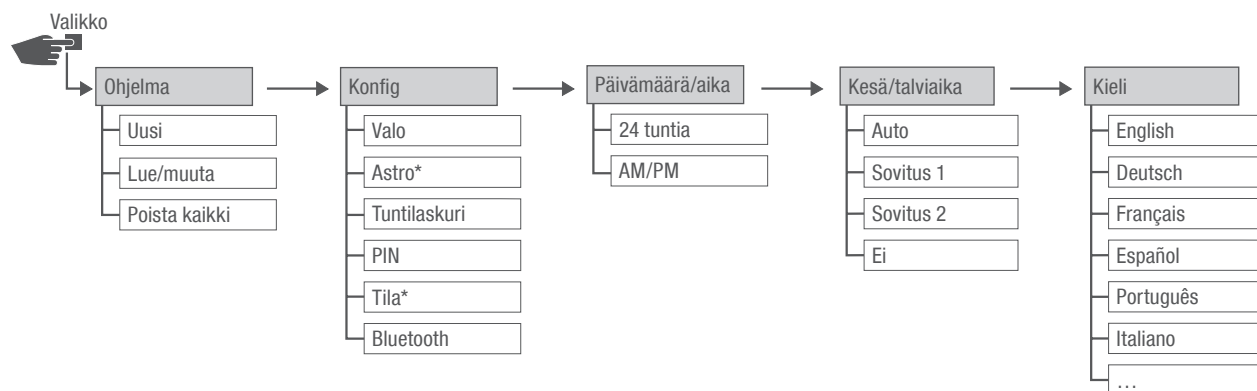 Valikko
Ohjelma
Uusi
Lue/muuta
Poista kaikki
Konfig
Valo
Astro*
Tuntilaskuri
PIN
Tila*
Bluetooth
Päivämäärä/aika
24 tuntia
AM/PM
Kesä/talviaika
Auto
Sovitus 1
Sovitus 2
Ei
Kieli
English
Deutsch
Français
Español
Português
Italiano
…